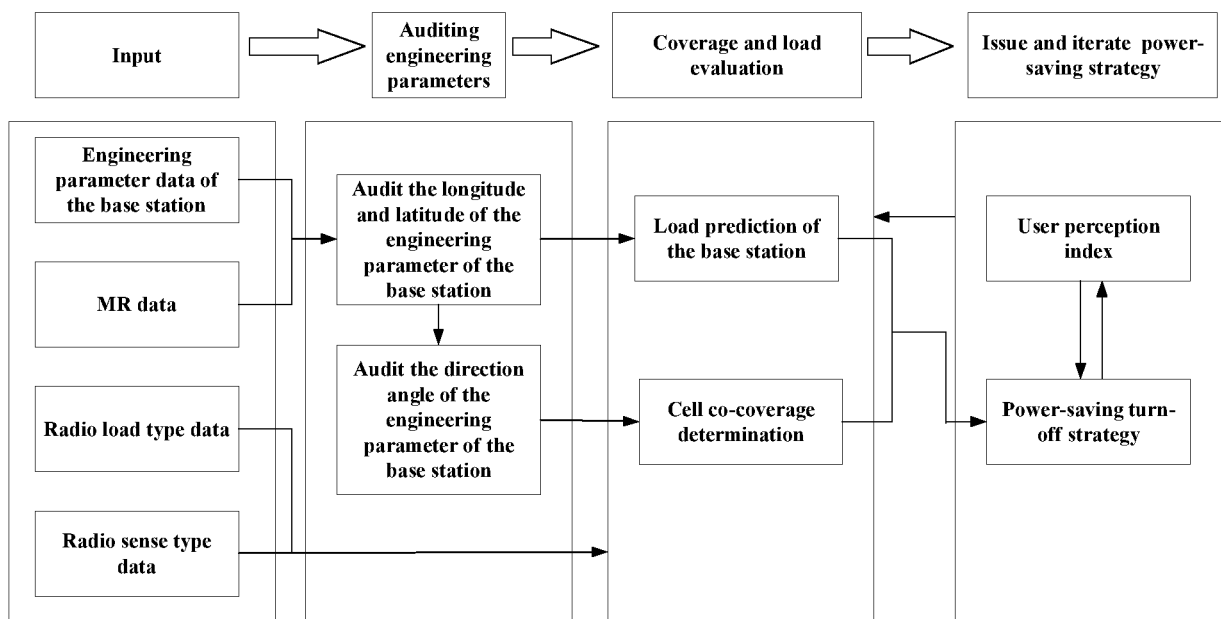 Input
Auditing
engineering
parameters
Coverage and load
evaluation
Issue and iterate power-
saving strategy
Engineering
parameter data of
the base station
MR data
Radio load type data
Radio sense type
data
Audit the longitude
and latitude of the
engineering
parameter of the
base station
Audit the direction
angle of the
engineering
parameter of the
base station
Load prediction of
the base station
Cell co-coverage
determination
User perception
index
Power-saving turn-
off strategy